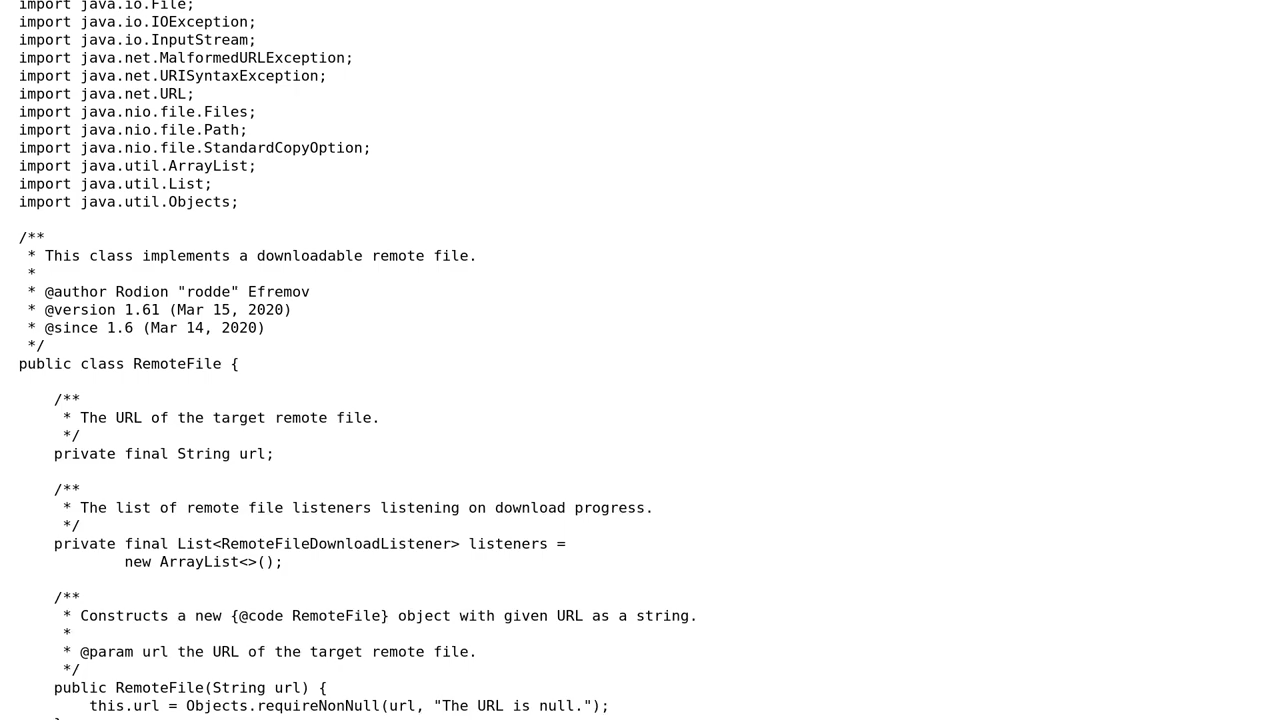 import java.io.File;
import java.io.IOException;
import java.io.InputStream;
import java.net.MalformedURLException;
import java.net.URISyntaxException;
import java.net.URL;
import java.nio.file.Files;
import java.nio.file.Path;
import java.nio.file.StandardCopyOption;
import java.util.ArrayList;
import java.util.List;
import java.util.Objects;

/**
 * This class implements a downloadable remote file.
 *
 * @author Rodion "rodde" Efremov
 * @version 1.61 (Mar 15, 2020)
 * @since 1.6 (Mar 14, 2020)
 */
public class RemoteFile {

    /**
     * The URL of the target remote file.
     */
    private final String url;

    /**
     * The list of remote file listeners listening on download progress.
     */
    private final List<RemoteFileDownloadListener> listeners =
            new ArrayList<>();

    /**
     * Constructs a new {@code RemoteFile} object with given URL as a string.
     *
     * @param url the URL of the target remote file.
     */
    public RemoteFile(String url) {
        this.url = Objects.requireNonNull(url, "The URL is null.");
    }